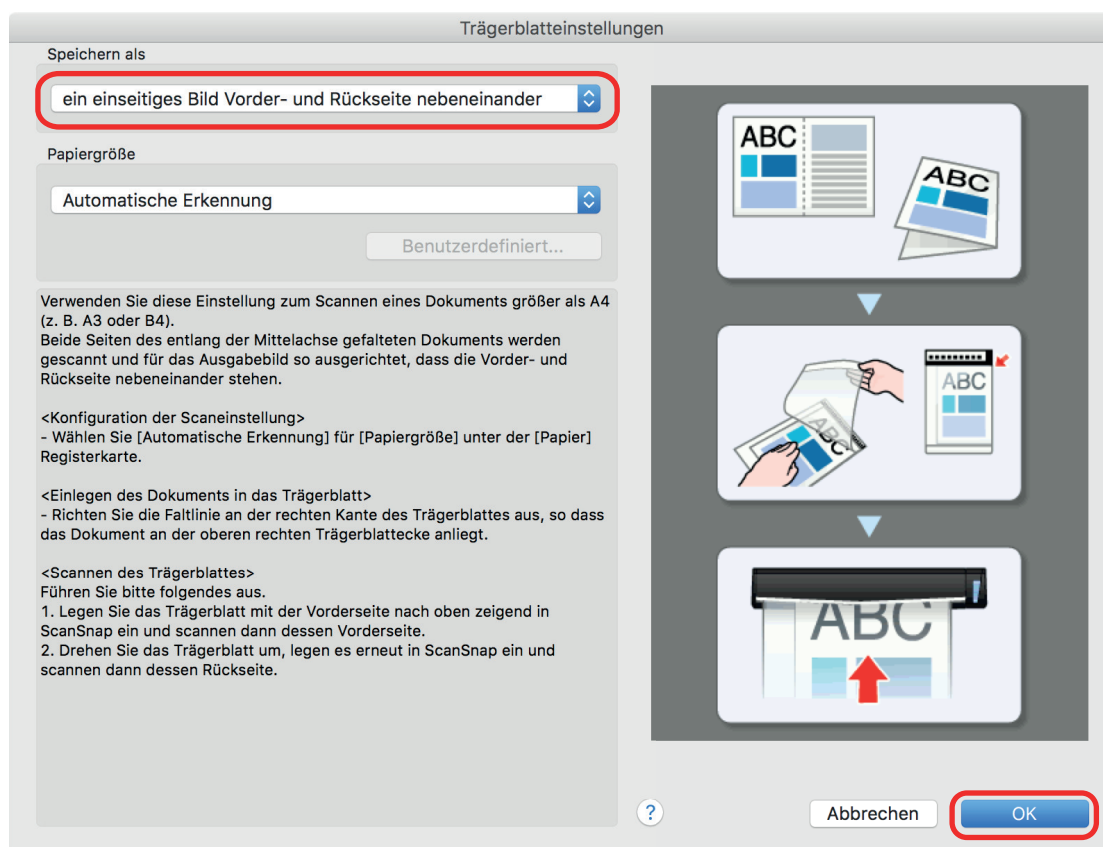 Trägerblatteinstellungen
Speichern als
ein einseitiges Bild Vorder- und Rückseite nebeneinander
Papiergröße
Automatische Erkennung
Benutzerdefiniert...
Verwenden Sie diese Einstellung zum Scannen eines Dokuments größer als A4
(z. B. A3 oder B4).
Beide Seiten des entlang der Mittelachse gefalteten Dokuments werden
gescannt und für das Ausgabebild so ausgerichtet, dass die Vorder- und
Rückseite nebeneinander stehen.
<Konfiguration der Scaneinstellung>
- Wählen Sie [Automatische Erkennung] für [Papiergröße] unter der [Papier]
Registerkarte.
<Einlegen des Dokuments in das Trägerblatt>
- Richten Sie die Faltlinie an der rechten Kante des Trägerblattes aus, so dass
das Dokument an der oberen rechten Trägerblattecke anliegt.
<Scannen des Trägerblattes>
Führen Sie bitte folgendes aus.
1. Legen Sie das Trägerblatt mit der Vorderseite nach oben zeigend in
ScanSnap ein und scannen dann dessen Vorderseite.
2. Drehen Sie das Trägerblatt um, legen es erneut in ScanSnap ein und
scannen dann dessen Rückseite.
ABC
ABC
ABC
ABC
ABC
?
Abbrechen
OK